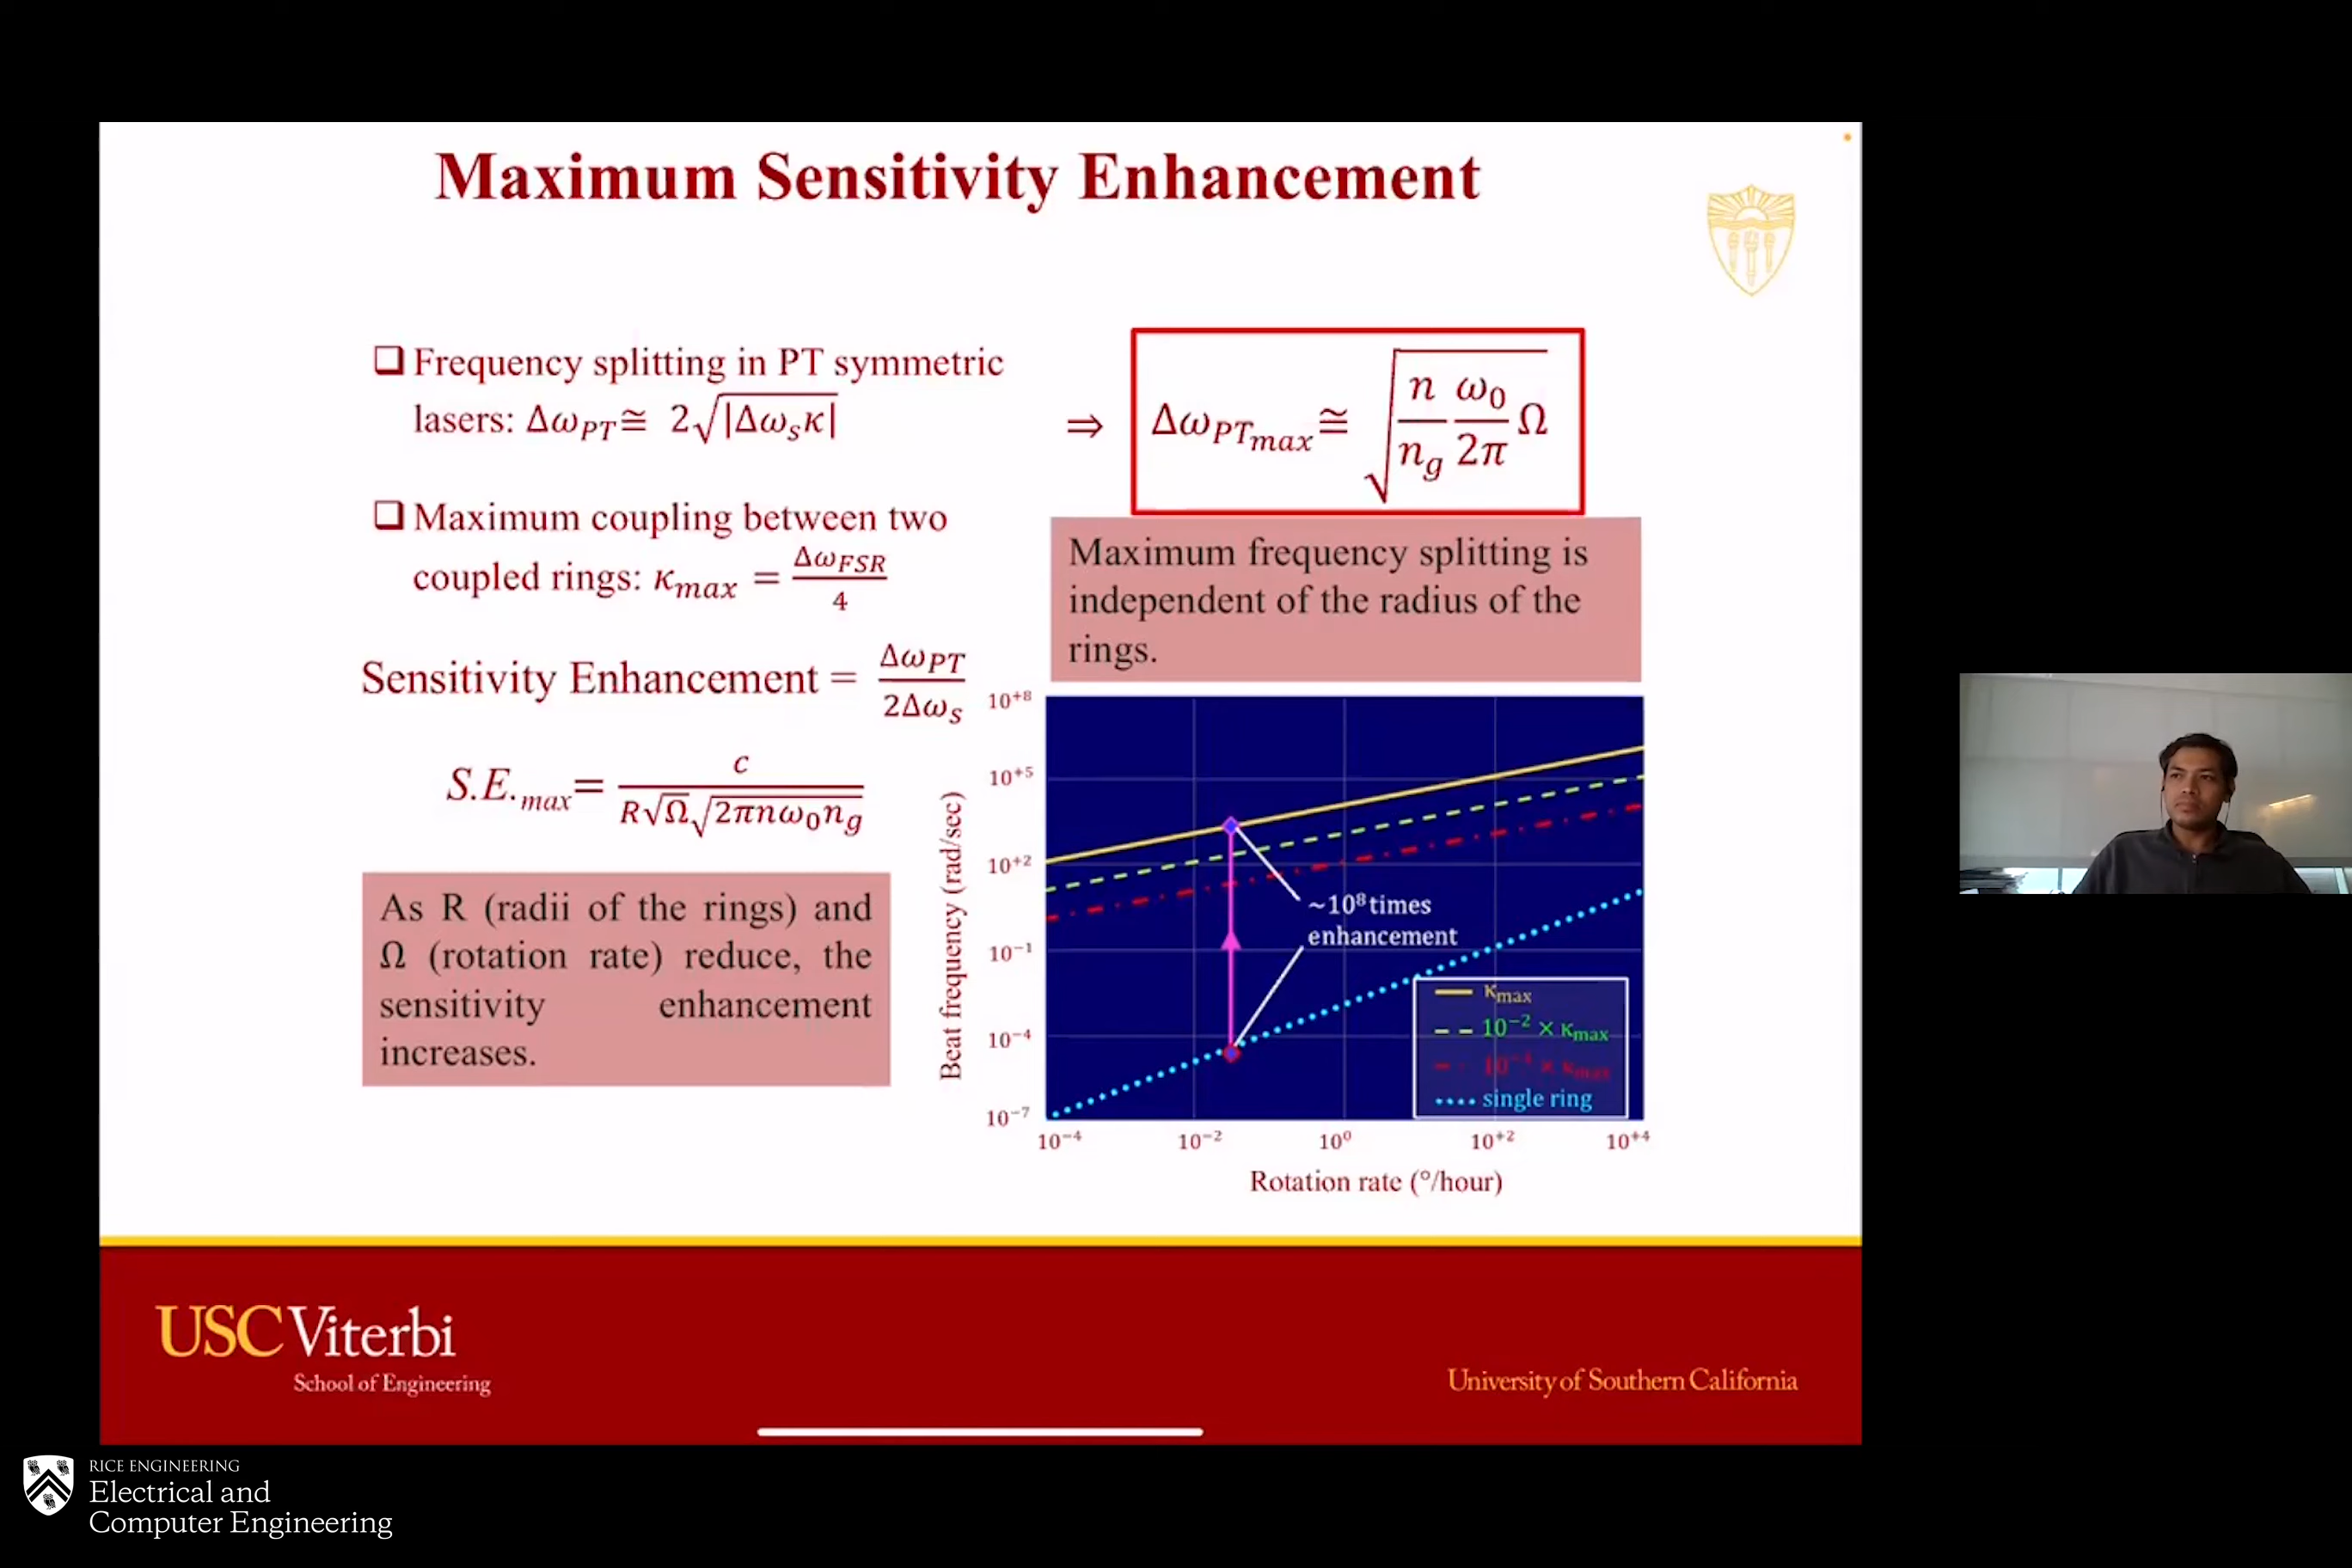 Maximum Sensitivity Enhancement
❑ Frequency splitting in PT symmetric
lasers: Δω_PT ≅ 2√|Δω_s κ|
⇒ Δω_PT_max ≅ √(n/n_g ω_0/2π Ω)
❑ Maximum coupling between two
coupled rings: κ_max = Δω_FSR/4
Sensitivity Enhancement = Δω_PT/2Δω_s
S.E._max = c/(R√Ω√(2πnω_0n_g))
As R (radii of the rings) and
Ω (rotation rate) reduce, the
sensitivity enhancement
increases.
Maximum frequency splitting is
independent of the radius of the
rings.
Beat frequency (rad/sec)
10⁺⁸
10⁺⁵
10⁺²
10⁻¹
10⁻⁴
10⁻⁷
~10⁸ times
enhancement
κ_max
10⁻² × κ_max
10⁻⁴ × κ_max
single ring
10⁻⁴ 10⁻² 10⁰ 10⁺² 10⁺⁴
Rotation rate (°/hour)
USC Viterbi
School of Engineering
University of Southern California
RICE ENGINEERING
Electrical and
Computer Engineering